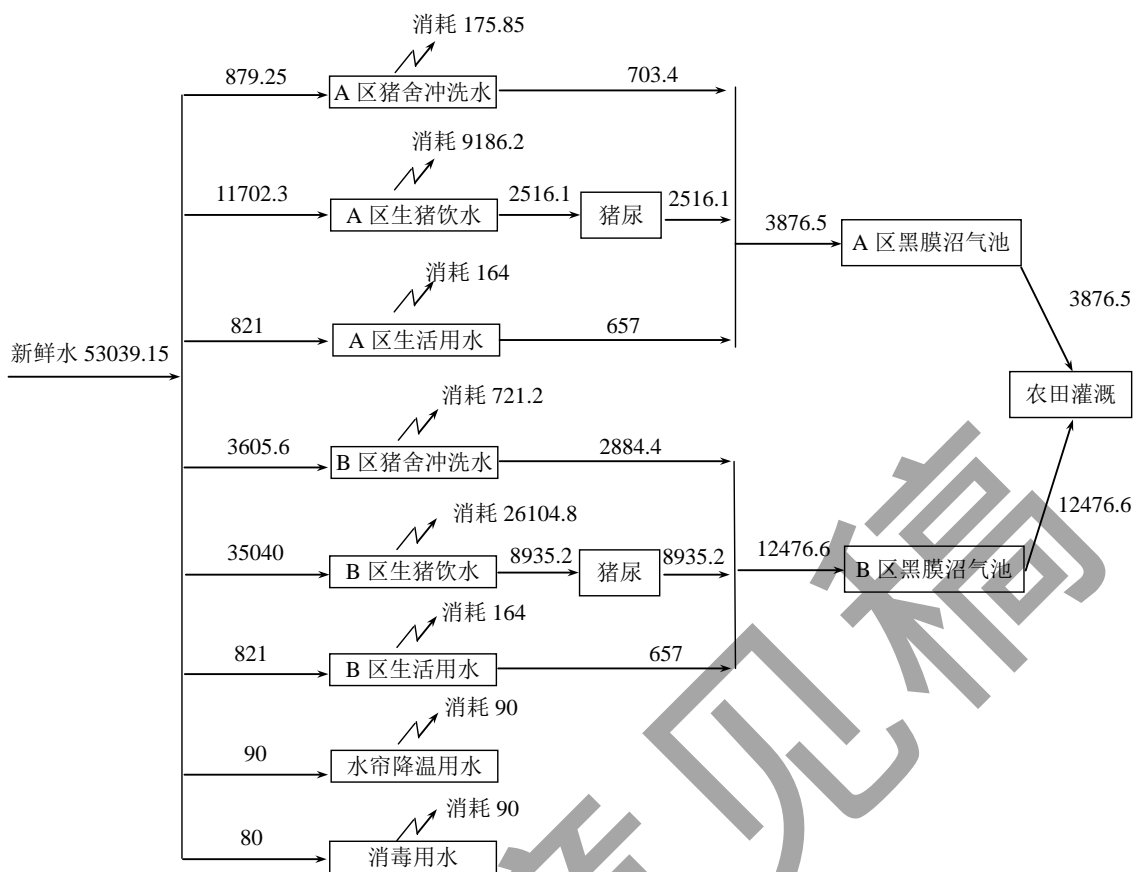 消耗 175.85
879.25
A 区猪舍冲洗水
703.4
消耗 9186.2
11702.3
A 区生猪饮水
2516.1
猪尿
2516.1
3876.5
A 区黑膜沼气池
消耗 164
821
A 区生活用水
657
3876.5
新鲜水 53039.15
农田灌溉
消耗 721.2
3605.6
B 区猪舍冲洗水
2884.4
12476.6
消耗 26104.8
35040
B 区生猪饮水
8935.2
猪尿
8935.2
12476.6
B 区黑膜沼气池
消耗 164
821
B 区生活用水
657
消耗 90
90
水帘降温用水
消耗 90
80
消毒用水
意见稿